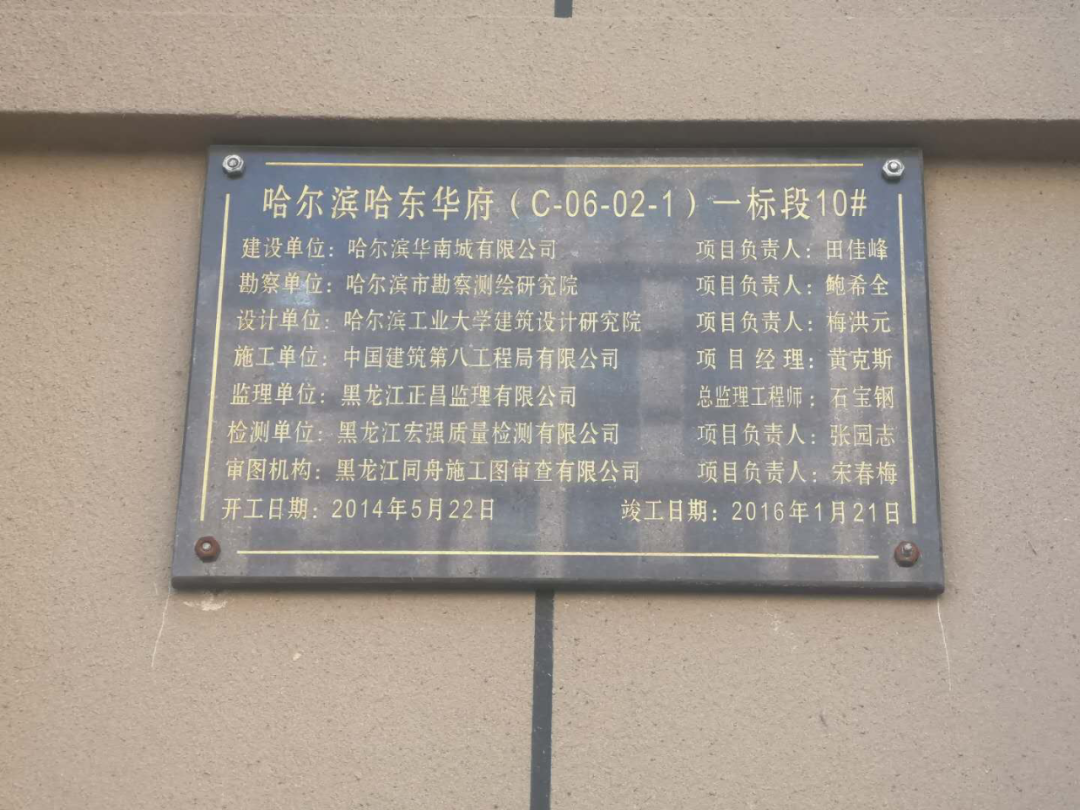 哈尔滨哈东华府（C-06-02-1）一标段10#
建设单位：哈尔滨华南城有限公司 项目负责人：田佳峰
勘察单位：哈尔滨市勘察测绘研究院 项目负责人：鲍希全
设计单位：哈尔滨工业大学建筑设计研究院 项目负责人：梅洪元
施工单位：中国建筑第八工程局有限公司 项目经理：黄克斯
监理单位：黑龙江正昌监理有限公司 总监理工程师：石宝钢
检测单位：黑龙江宏强质量检测有限公司 项目负责人：张园志
审图机构：黑龙江同舟施工图审查有限公司 项目负责人：宋春梅
开工日期：2014年5月22日 竣工日期：2016年1月21日